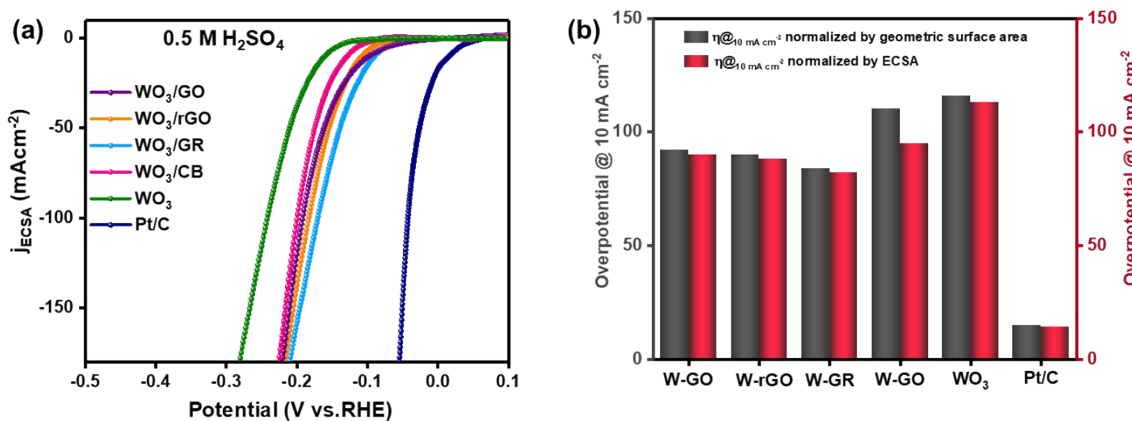 (a)
0.5 M H₂SO₄
WO₃/GO
WO₃/rGO
WO₃/GR
WO₃/CB
WO₃
Pt/C
j_ECSA (mAcm⁻²)
0
-50
-100
-150
-0.5
-0.4
-0.3
-0.2
-0.1
0.0
0.1
Potential (V vs.RHE)
(b)
η@₁₀ mA cm⁻² normalized by geometric surface area
η@₁₀ mA cm⁻² normalized by ECSA
Overpotential @ 10 mA cm⁻²
150
100
50
0
W-GO
W-rGO
W-GR
W-GO
WO₃
Pt/C
150
100
50
0
Overpotential @ 10 mA cm⁻²